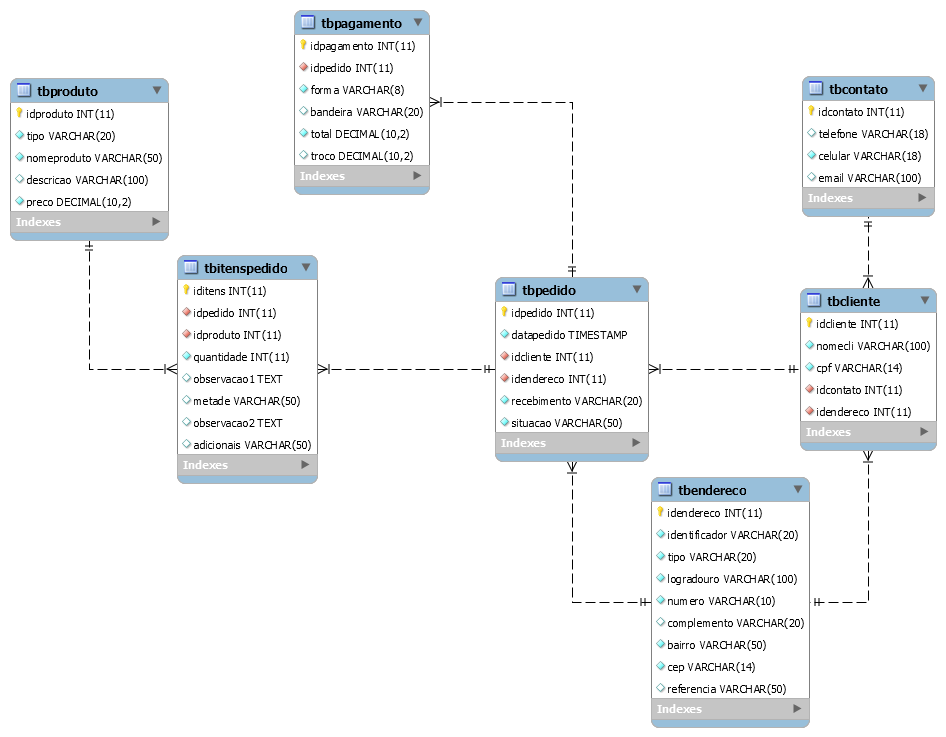 tbpagamento
idpagamento INT(11)
idpedido INT(11)
forma VARCHAR(8)
bandeira VARCHAR(20)
total DECIMAL(10,2)
troco DECIMAL(10,2)
Indexes
tbproduto
idproduto INT(11)
tipo VARCHAR(20)
nomeproduto VARCHAR(50)
descricao VARCHAR(100)
preco DECIMAL(10,2)
Indexes
tbcontato
idcontato INT(11)
telefone VARCHAR(18)
celular VARCHAR(18)
email VARCHAR(100)
Indexes
tbitenspedido
iditens INT(11)
idpedido INT(11)
idproduto INT(11)
quantidade INT(11)
observacao1 TEXT
metade VARCHAR(50)
observacao2 TEXT
adicionais VARCHAR(50)
Indexes
tbpedido
idpedido INT(11)
datapedido TIMESTAMP
idcliente INT(11)
idendereco INT(11)
recebimento VARCHAR(20)
situacao VARCHAR(50)
Indexes
tbcliente
idcliente INT(11)
nomecli VARCHAR(100)
cpf VARCHAR(14)
idcontato INT(11)
idendereco INT(11)
Indexes
tbendereco
idendereco INT(11)
identificador VARCHAR(20)
tipo VARCHAR(20)
logradouro VARCHAR(100)
numero VARCHAR(10)
complemento VARCHAR(20)
bairro VARCHAR(50)
cep VARCHAR(14)
referencia VARCHAR(50)
Indexes